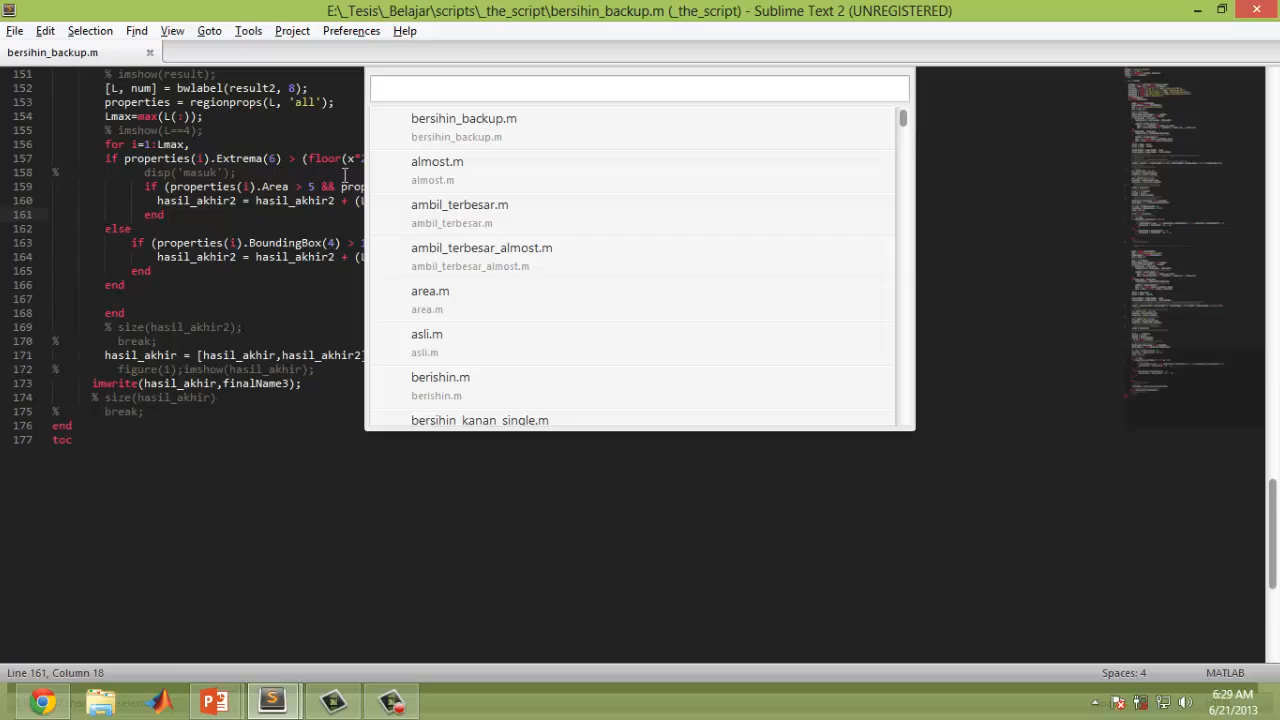 E:\_Tesis\_Belajar\scripts\_the_script\bersihin_backup.m (_the_script) - Sublime Text 2 (UNREGISTERED)
File Edit Selection Find View Goto Tools Project Preferences Help
bersihin_backup.m
151 % imshow(result);
152 [L, num] = bwlabel(result2, 8);
153 properties = regionprops(L, 'all');
154 Lmax=max(L(:));
155 % imshow(L==4);
156 for i=1:Lmax,
157 if properties(i).Extrema(6) > (floor(x*
158 % disp('masuk');
159 if (properties(i).Area > 5 && prop
160 hasil_akhir2 = hasil_akhir2 + (L
161 end
162 else
163 if (properties(i).BoundingBox(4) >
164 hasil_akhir2 = hasil_akhir2 + (L
165 end
166 end
167
168 end
169 % size(hasil_akhir2);
170 % break;
171 hasil_akhir = [hasil_akhir,hasil_akhir2]
172 % figure(1);imshow(hasil_akhir);
173 imwrite(hasil_akhir,finalName3);
174 % size(hasil_akhir)
175 % break;
176 end
177 toc
bersihin_backup.m
bersihin_backup.m
almost.m
almost.m
ambil_terbesar.m
ambil_terbesar.m
ambil_terbesar_almost.m
ambil_terbesar_almost.m
area.m
area.m
asli.m
asli.m
berishin.m
berishin.m
bersihin_kanan_single.m
Line 161, Column 18
Spaces: 4
MATLAB
6:29 AM
6/21/2013